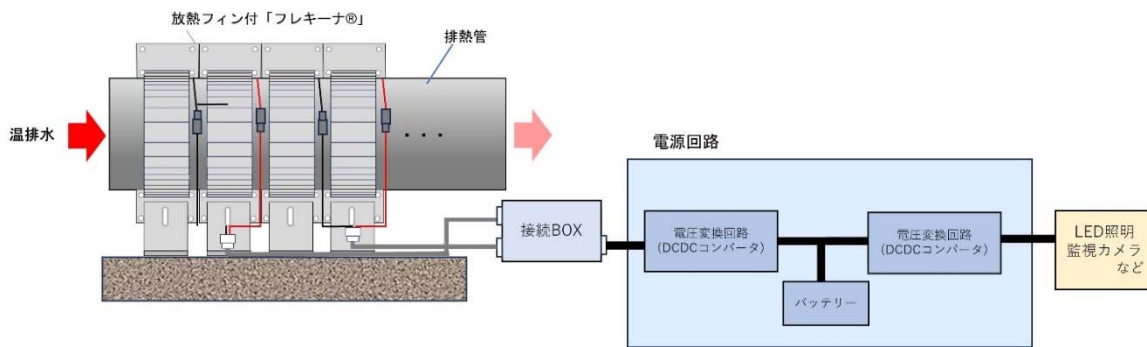 放熱フィン付「フレキーナ®」
排熱管
温排水
・・・
電源回路
接続BOX
電圧変換回路
(DCDCコンバータ)
電圧変換回路
(DCDCコンバータ)
バッテリー
LED照明
監視カメラ
など